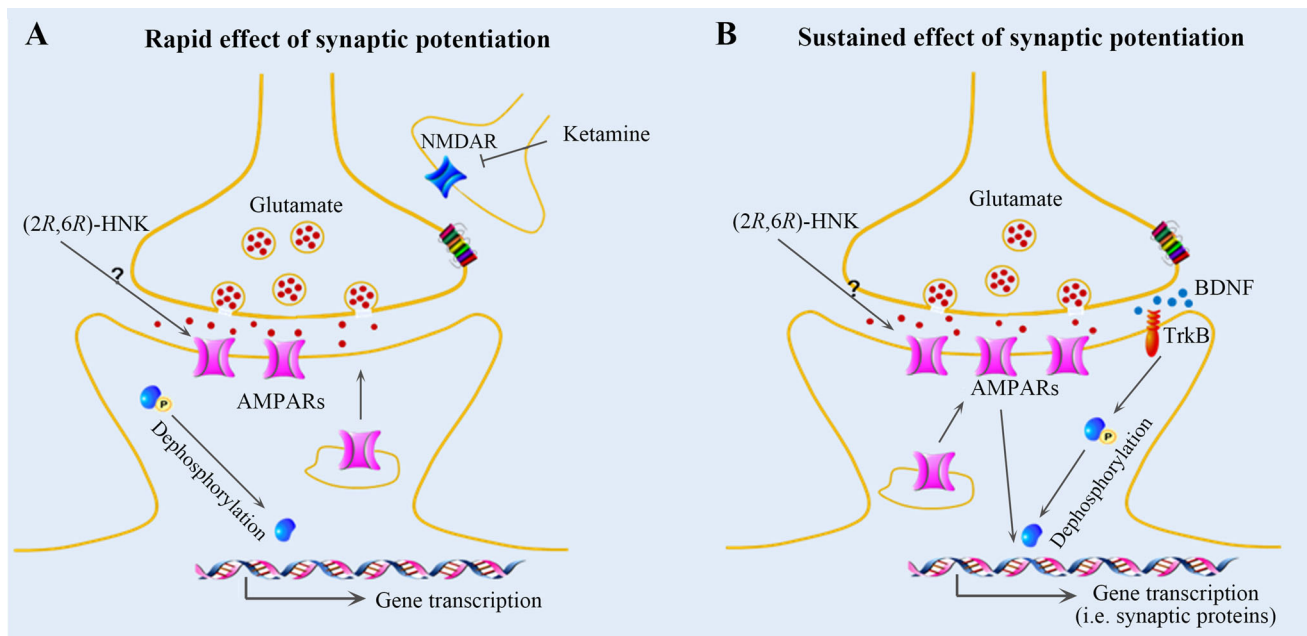 A
Rapid effect of synaptic potentiation
NMDAR
Ketamine
Glutamate
(2R,6R)-HNK
?
AMPARs
P
Dephosphorylation
Gene transcription
B
Sustained effect of synaptic potentiation
Glutamate
(2R,6R)-HNK
?
BDNF
TrkB
AMPARs
P
Dephosphorylation
Gene transcription
(i.e. synaptic proteins)